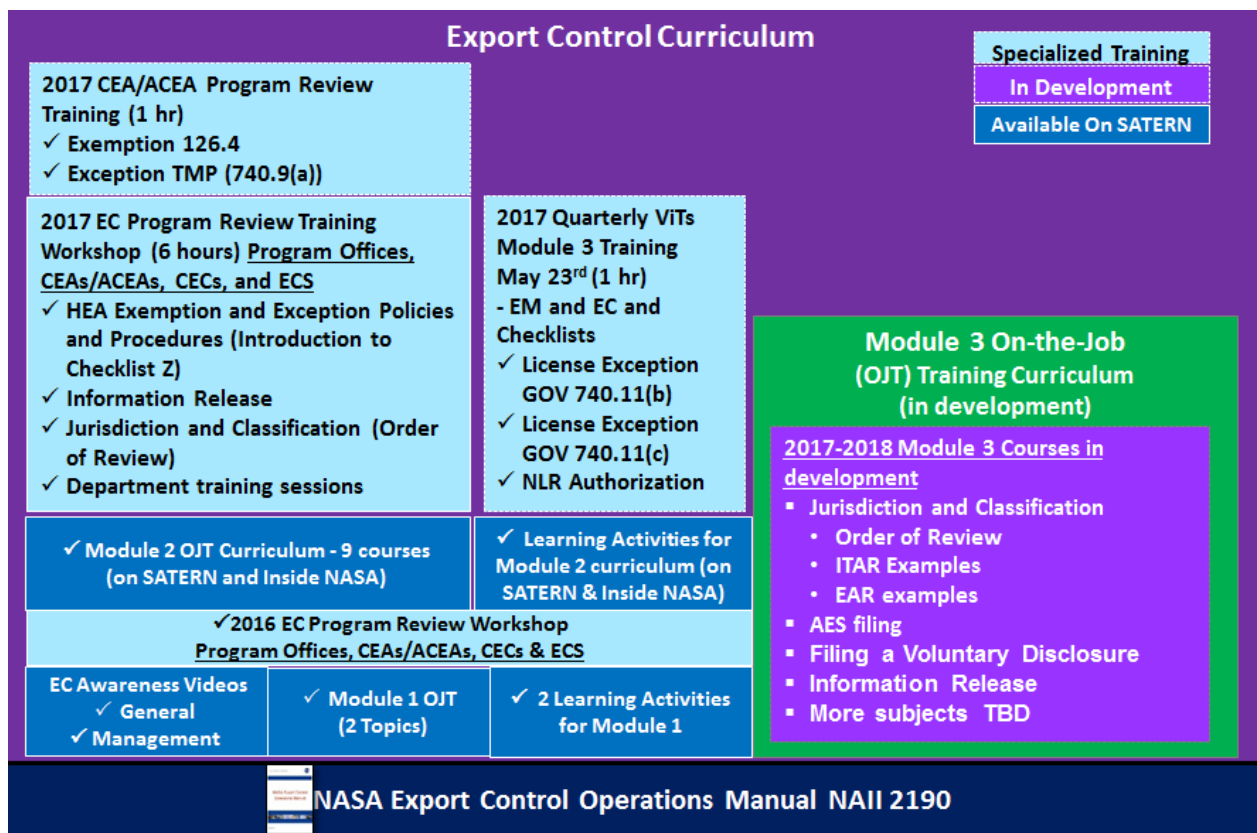 Export Control Curriculum
Specialized Training
In Development
Available On SATERN
2017 CEA/ACEA Program Review
Training (1 hr)
✓ Exemption 126.4
✓ Exception TMP (740.9(a))
2017 EC Program Review Training
Workshop (6 hours) Program Offices,
CEAs/ACEAs, CECs, and ECS
✓ HEA Exemption and Exception Policies
and Procedures (Introduction to
Checklist Z)
✓ Information Release
✓ Jurisdiction and Classification (Order
of Review)
✓ Department training sessions
2017 Quarterly ViTs
Module 3 Training
May 23rd (1 hr)
- EM and EC and
Checklists
✓ License Exception
GOV 740.11(b)
✓ License Exception
GOV 740.11(c)
✓ NLR Authorization
Module 3 On-the-Job
(OJT) Training Curriculum
(in development)
2017-2018 Module 3 Courses in
development
▪ Jurisdiction and Classification
• Order of Review
• ITAR Examples
• EAR examples
▪ AES filing
▪ Filing a Voluntary Disclosure
▪ Information Release
▪ More subjects TBD
✓ Module 2 OJT Curriculum - 9 courses
(on SATERN and Inside NASA)
✓ Learning Activities for
Module 2 curriculum (on
SATERN & Inside NASA)
✓2016 EC Program Review Workshop
Program Offices, CEAs/ACEAs, CECs & ECS
EC Awareness Videos
✓ General
✓ Management
✓ Module 1 OJT
(2 Topics)
✓ 2 Learning Activities
for Module 1
NASA Export Control Operations Manual NAII 2190